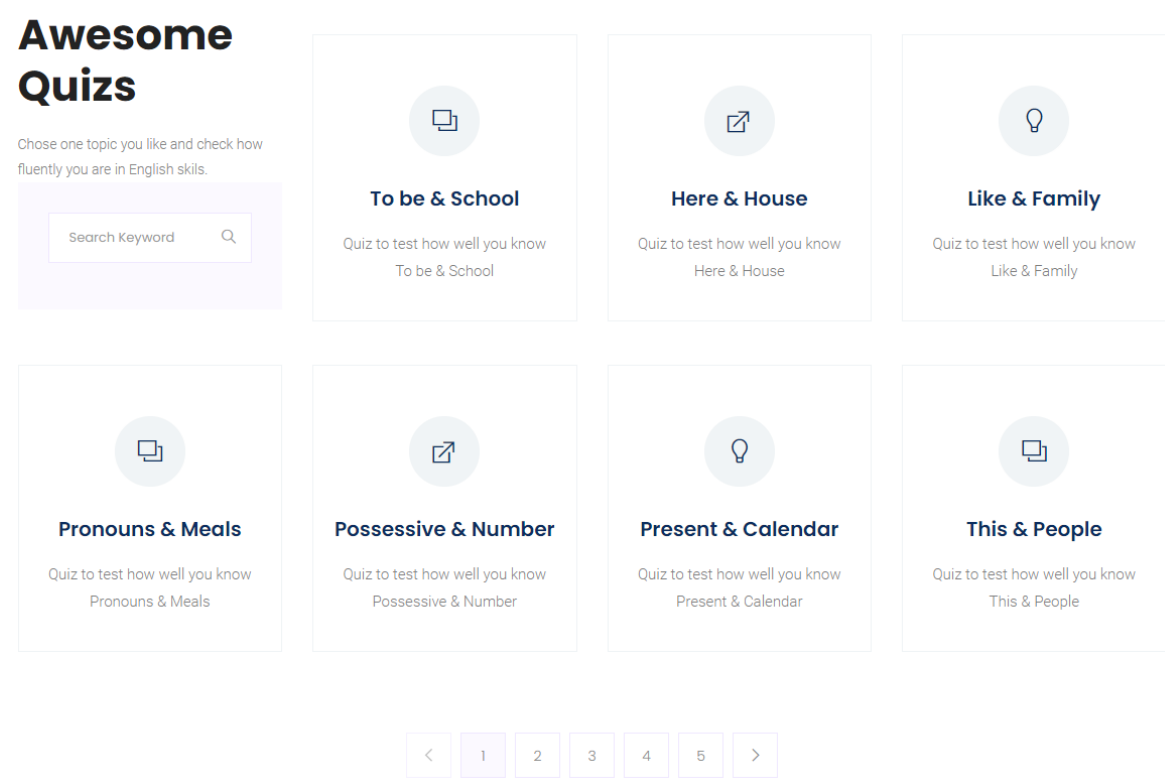 Awesome
Quizs
Chose one topic you like and check how
fluently you are in English skils.
Search Keyword
To be & School
Quiz to test how well you know
To be & School
Here & House
Quiz to test how well you know
Here & House
Like & Family
Quiz to test how well you know
Like & Family
Pronouns & Meals
Quiz to test how well you know
Pronouns & Meals
Possessive & Number
Quiz to test how well you know
Possessive & Number
Present & Calendar
Quiz to test how well you know
Present & Calendar
This & People
Quiz to test how well you know
This & People
1 2 3 4 5